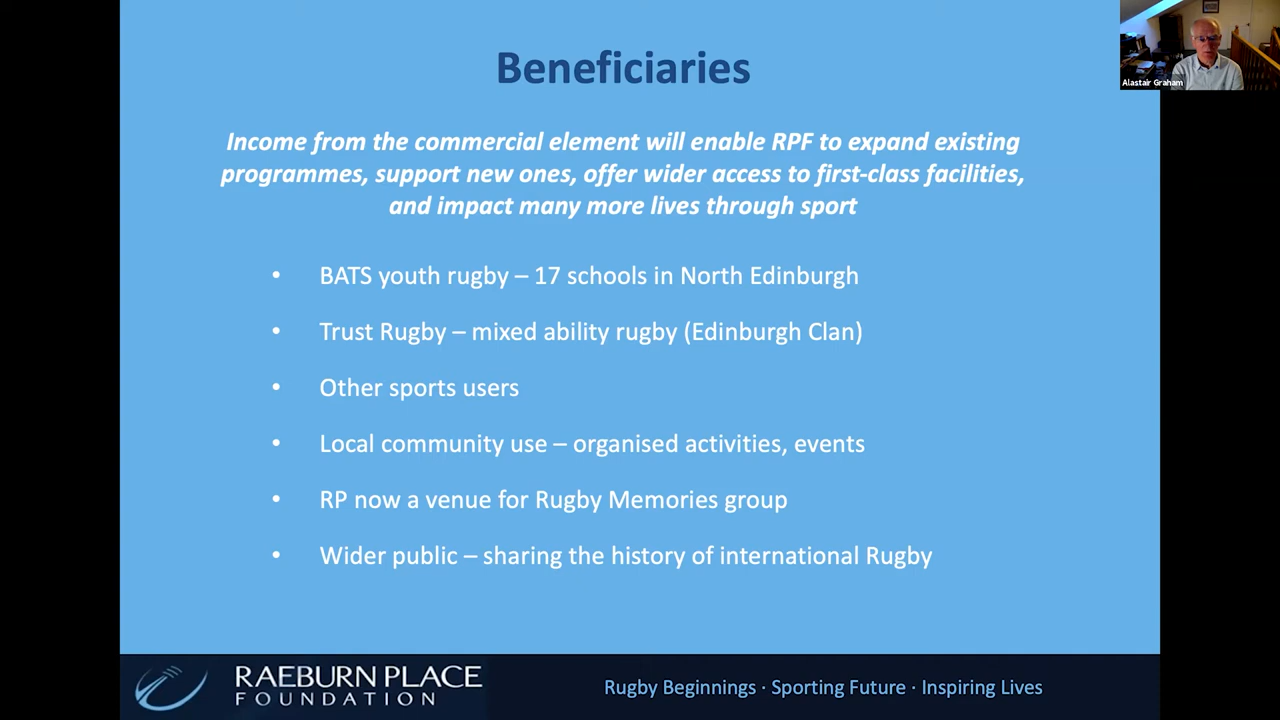 Beneficiaries
Alastair Graham
Income from the commercial element will enable RPF to expand existing
programmes, support new ones, offer wider access to first-class facilities,
and impact many more lives through sport
• BATS youth rugby – 17 schools in North Edinburgh
• Trust Rugby – mixed ability rugby (Edinburgh Clan)
• Other sports users
• Local community use – organised activities, events
• RP now a venue for Rugby Memories group
• Wider public – sharing the history of international Rugby
RAEBURN PLACE
FOUNDATION
Rugby Beginnings · Sporting Future · Inspiring Lives